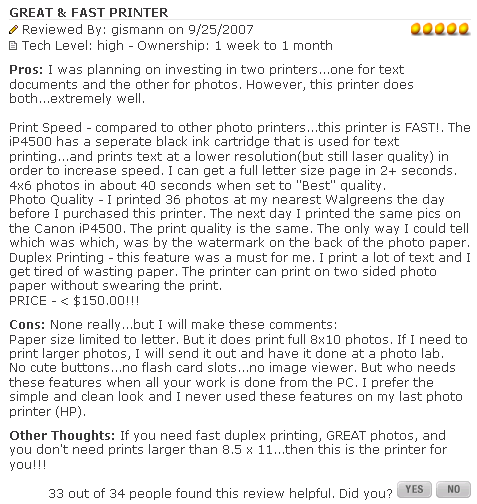 GREAT & FAST PRINTER
Reviewed By: gismann on 9/25/2007
Tech Level: high - Ownership: 1 week to 1 month
Pros: I was planning on investing in two printers...one for text
documents and the other for photos. However, this printer does
both...extremely well.
Print Speed - compared to other photo printers...this printer is FAST!. The
iP4500 has a seperate black ink cartridge that is used for text
printing...and prints text at a lower resolution(but still laser quality) in
order to increase speed. I can get a full letter size page in 2+ seconds.
4x6 photos in about 40 seconds when set to "Best" quality.
Photo Quality - I printed 36 photos at my nearest Walgreens the day
before I purchased this printer. The next day I printed the same pics on
the Canon iP4500. The print quality is the same. The only way I could tell
which was which, was by the watermark on the back of the photo paper.
Duplex Printing - this feature was a must for me. I print a lot of text and I
get tired of wasting paper. The printer can print on two sided photo
paper without swearing the print.
PRICE - < $150.00!!!
Cons: None really...but I will make these comments:
Paper size limited to letter. But it does print full 8x10 photos. If I need to
print larger photos, I will send it out and have it done at a photo lab.
No cute buttons...no flash card slots...no image viewer. But who needs
these features when all your work is done from the PC. I prefer the
simple and clean look and I never used these features on my last photo
printer (HP).
Other Thoughts: If you need fast duplex printing, GREAT photos, and
you don't need prints larger than 8.5 x 11...then this is the printer for
you!!!
33 out of 34 people found this review helpful. Did you? YES NO